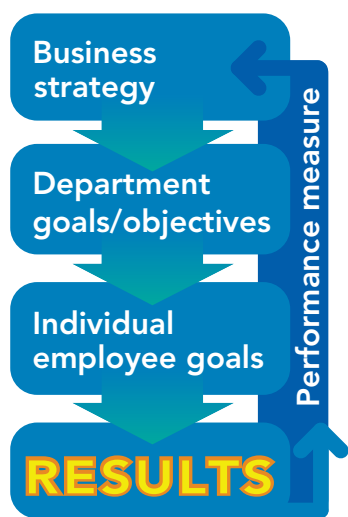 Business
strategy
Department
goals/objectives
Individual
employee goals
RESULTS
Performance measure